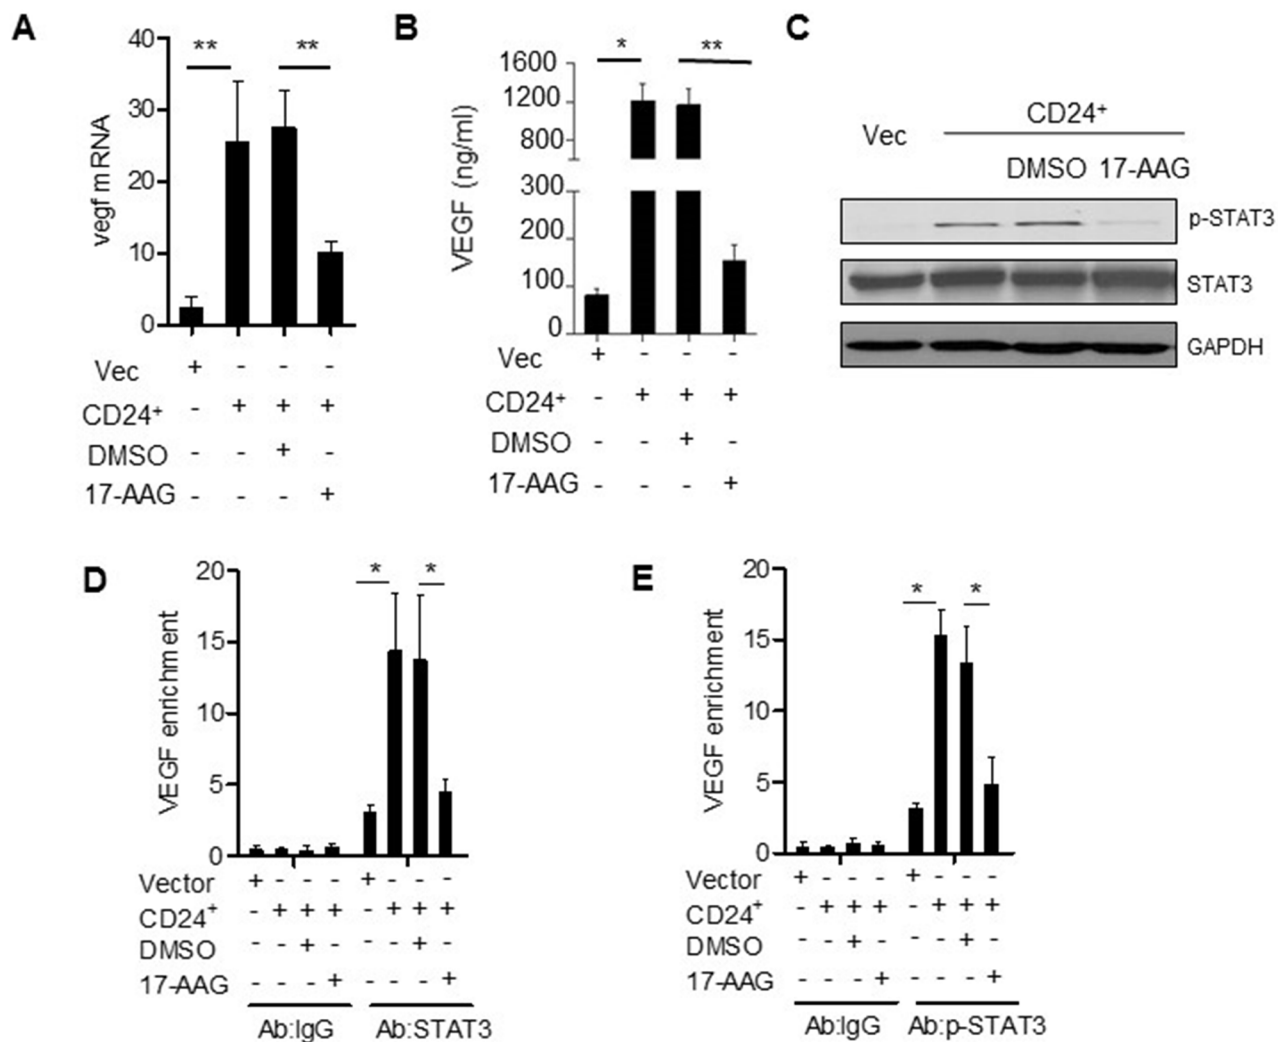 A
vegf mRNA
40
30
20
10
0
** **
Vec + - - -
CD24+ - + + +
DMSO - - + -
17-AAG - - - +
B
VEGF (ng/ml)
1600
1200
800
300
200
100
0
* **
Vec + - - -
CD24+ - + + +
DMSO - - + -
17-AAG - - - +
C
CD24+
Vec
DMSO 17-AAG
p-STAT3
STAT3
GAPDH
D
VEGF enrichment
20
15
10
5
0
* *
Vector + - - - + - - -
CD24+ - + + + - + + +
DMSO - - + - - - + -
17-AAG - - - + - - - +
Ab:IgG Ab:STAT3
E
VEGF enrichment
20
15
10
5
0
* *
Vector + - - - + - - -
CD24+ - + + + - + + +
DMSO - - + - - - + -
17-AAG - - - + - - - +
Ab:IgG Ab:p-STAT3